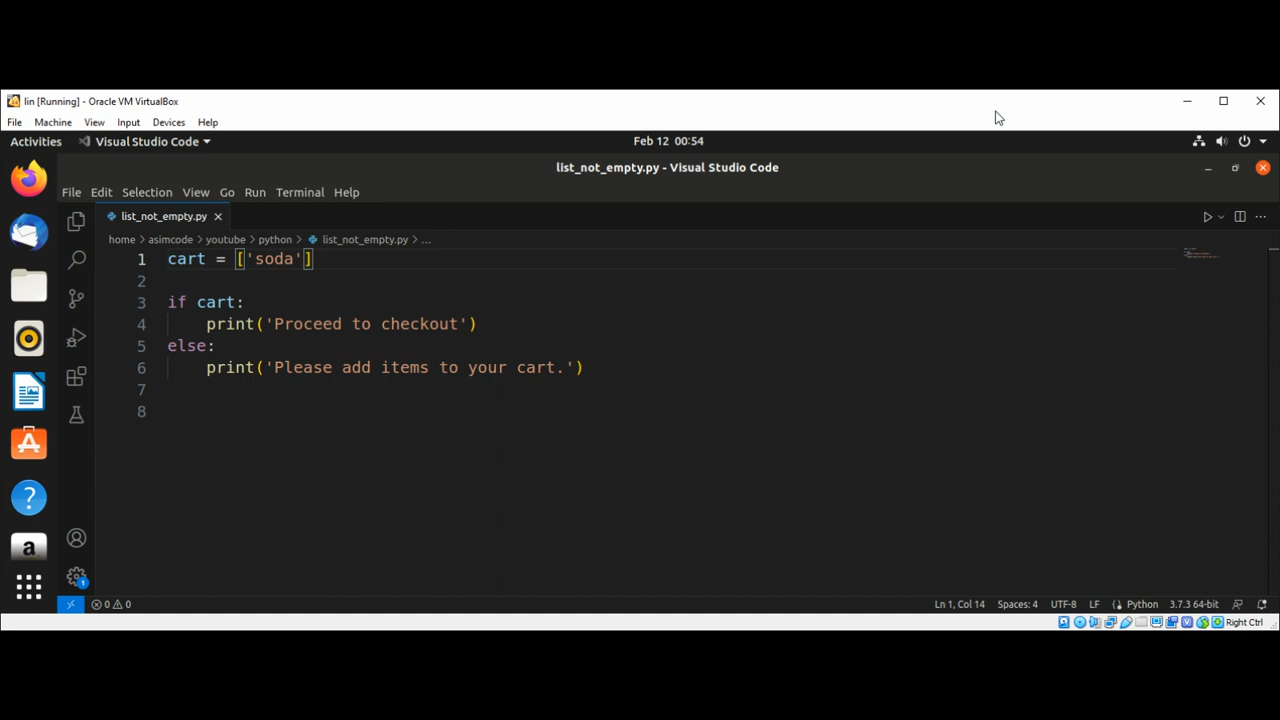 lin [Running] - Oracle VM VirtualBox
File Machine View Input Devices Help
Activities Visual Studio Code Feb 12 00:54
list_not_empty.py - Visual Studio Code
File Edit Selection View Go Run Terminal Help
list_not_empty.py
home > asimcode > youtube > python > list_not_empty.py > ...
1 cart = ['soda']
2
3 if cart:
4     print('Proceed to checkout')
5 else:
6     print('Please add items to your cart.')
7
8
?
a
1
0 0 Ln 1, Col 14 Spaces: 4 UTF-8 LF Python 3.7.3 64-bit
Right Ctrl